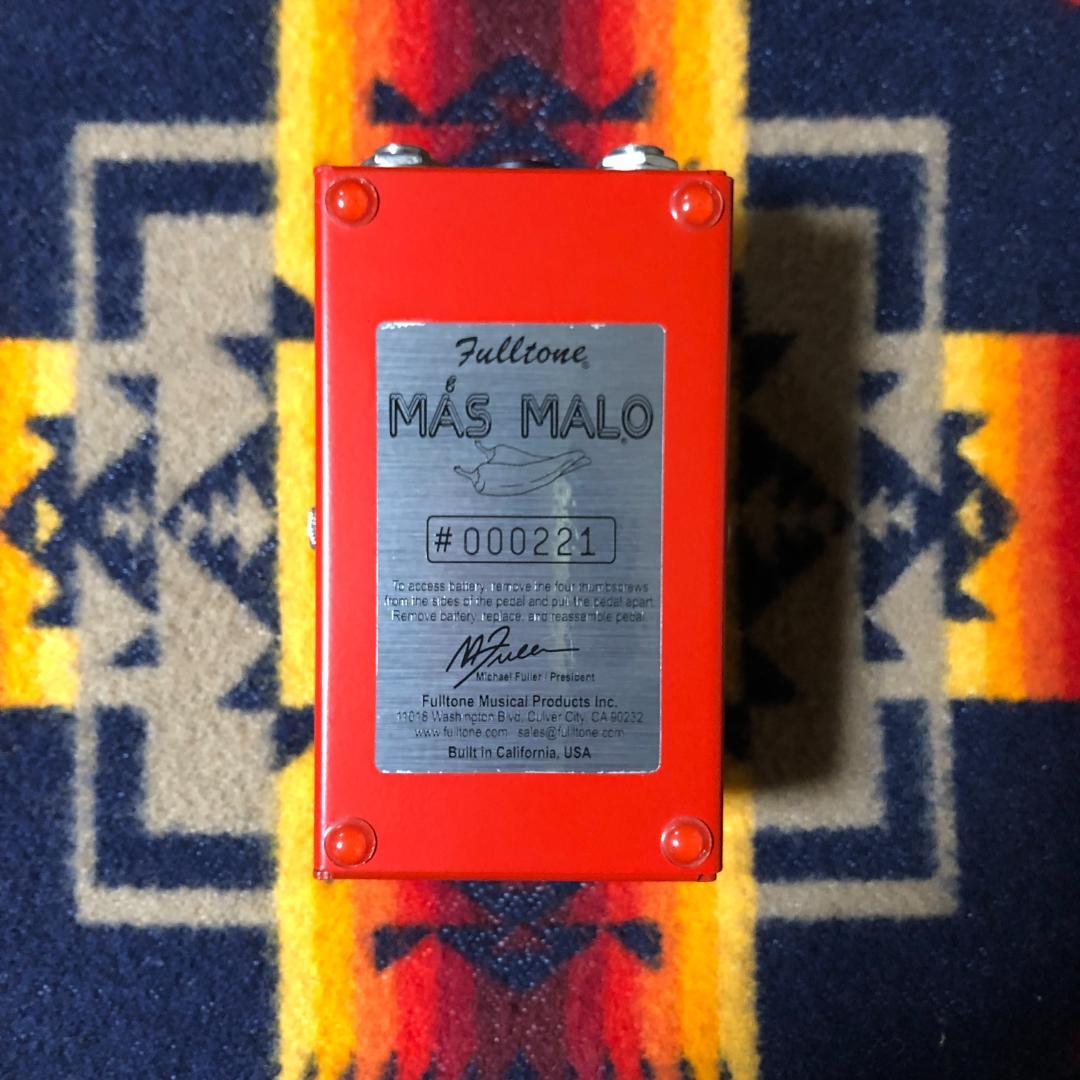 Fulltone®
MÁS MALO®
#000221
To access battery, remove the four thumbscrews
from the sides of the pedal and pull the pedal apart.
Remove battery, replace, and reassemble pedal.
M Fuller
Michael Fuller / President
Fulltone Musical Products Inc.
11018 Washington Blvd. Culver City, CA 90232
www.fulltone.com sales@fulltone.com
Built in California, USA